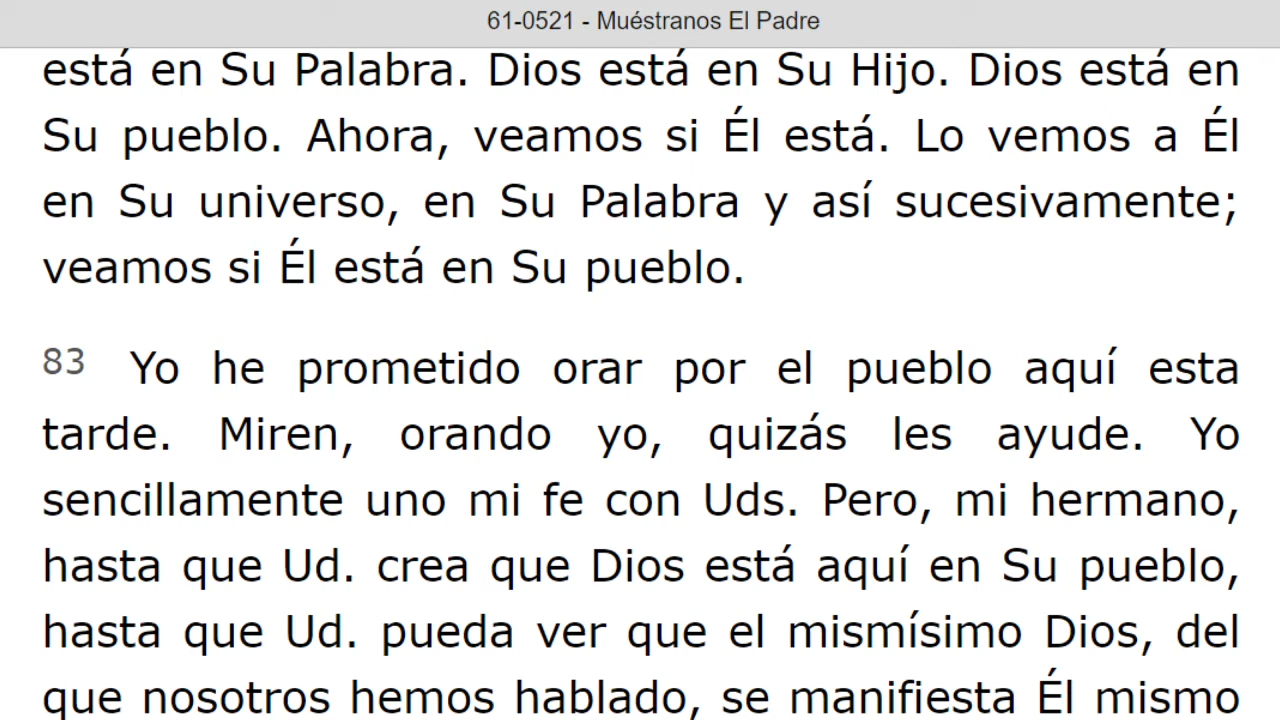 61-0521 - Muéstranos El Padre
está en Su Palabra. Dios está en Su Hijo. Dios está en
Su pueblo. Ahora, veamos si Él está. Lo vemos a Él
en Su universo, en Su Palabra y así sucesivamente;
veamos si Él está en Su pueblo.
83 Yo he prometido orar por el pueblo aquí esta
tarde. Miren, orando yo, quizás les ayude. Yo
sencillamente uno mi fe con Uds. Pero, mi hermano,
hasta que Ud. crea que Dios está aquí en Su pueblo,
hasta que Ud. pueda ver que el mismísimo Dios, del
que nosotros hemos hablado, se manifiesta Él mismo